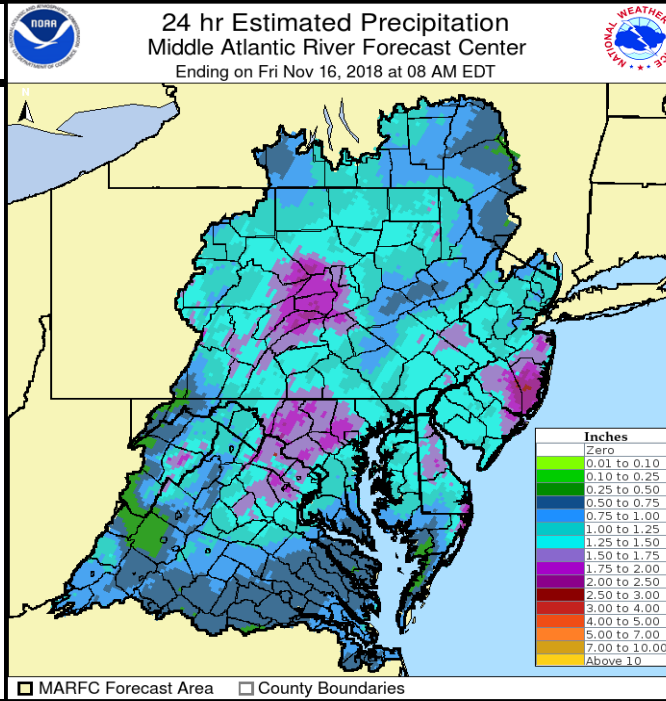 24 hr Estimated Precipitation
Middle Atlantic River Forecast Center
Ending on Fri Nov 16, 2018 at 08 AM EDT
NOAA
NATIONAL WEATHER
N
Inches
Zero
0.01 to 0.10
0.10 to 0.25
0.25 to 0.50
0.50 to 0.75
0.75 to 1.00
1.00 to 1.25
1.25 to 1.50
1.50 to 1.75
1.75 to 2.00
2.00 to 2.50
2.50 to 3.00
3.00 to 4.00
4.00 to 5.00
5.00 to 7.00
7.00 to 10.00
Above 10
MARFC Forecast Area
County Boundaries